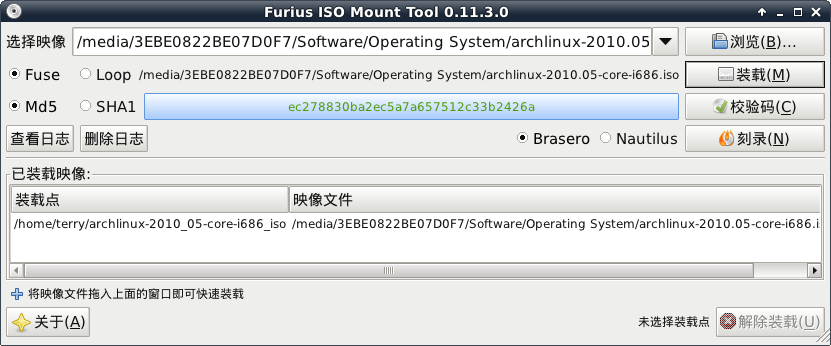 Furius ISO Mount Tool 0.11.3.0
选择映像 /media/3EBE0822BE07D0F7/Software/Operating System/archlinux-2010.05 浏览(B)...
Fuse Loop /media/3EBE0822BE07D0F7/Software/Operating System/archlinux-2010.05-core-i686.iso 装载(M)
Md5 SHA1 ec278830ba2ec5a7a657512c33b2426a 校验码(C)
查看日志 删除日志 Brasero Nautilus 刻录(N)
已装载映像:
装载点 映像文件
/home/terry/archlinux-2010_05-core-i686_iso /media/3EBE0822BE07D0F7/Software/Operating System/archlinux-2010.05-core-i686.i
将映像文件拖入上面的窗口即可快速装载
关于(A) 未选择装载点 解除装载(U)